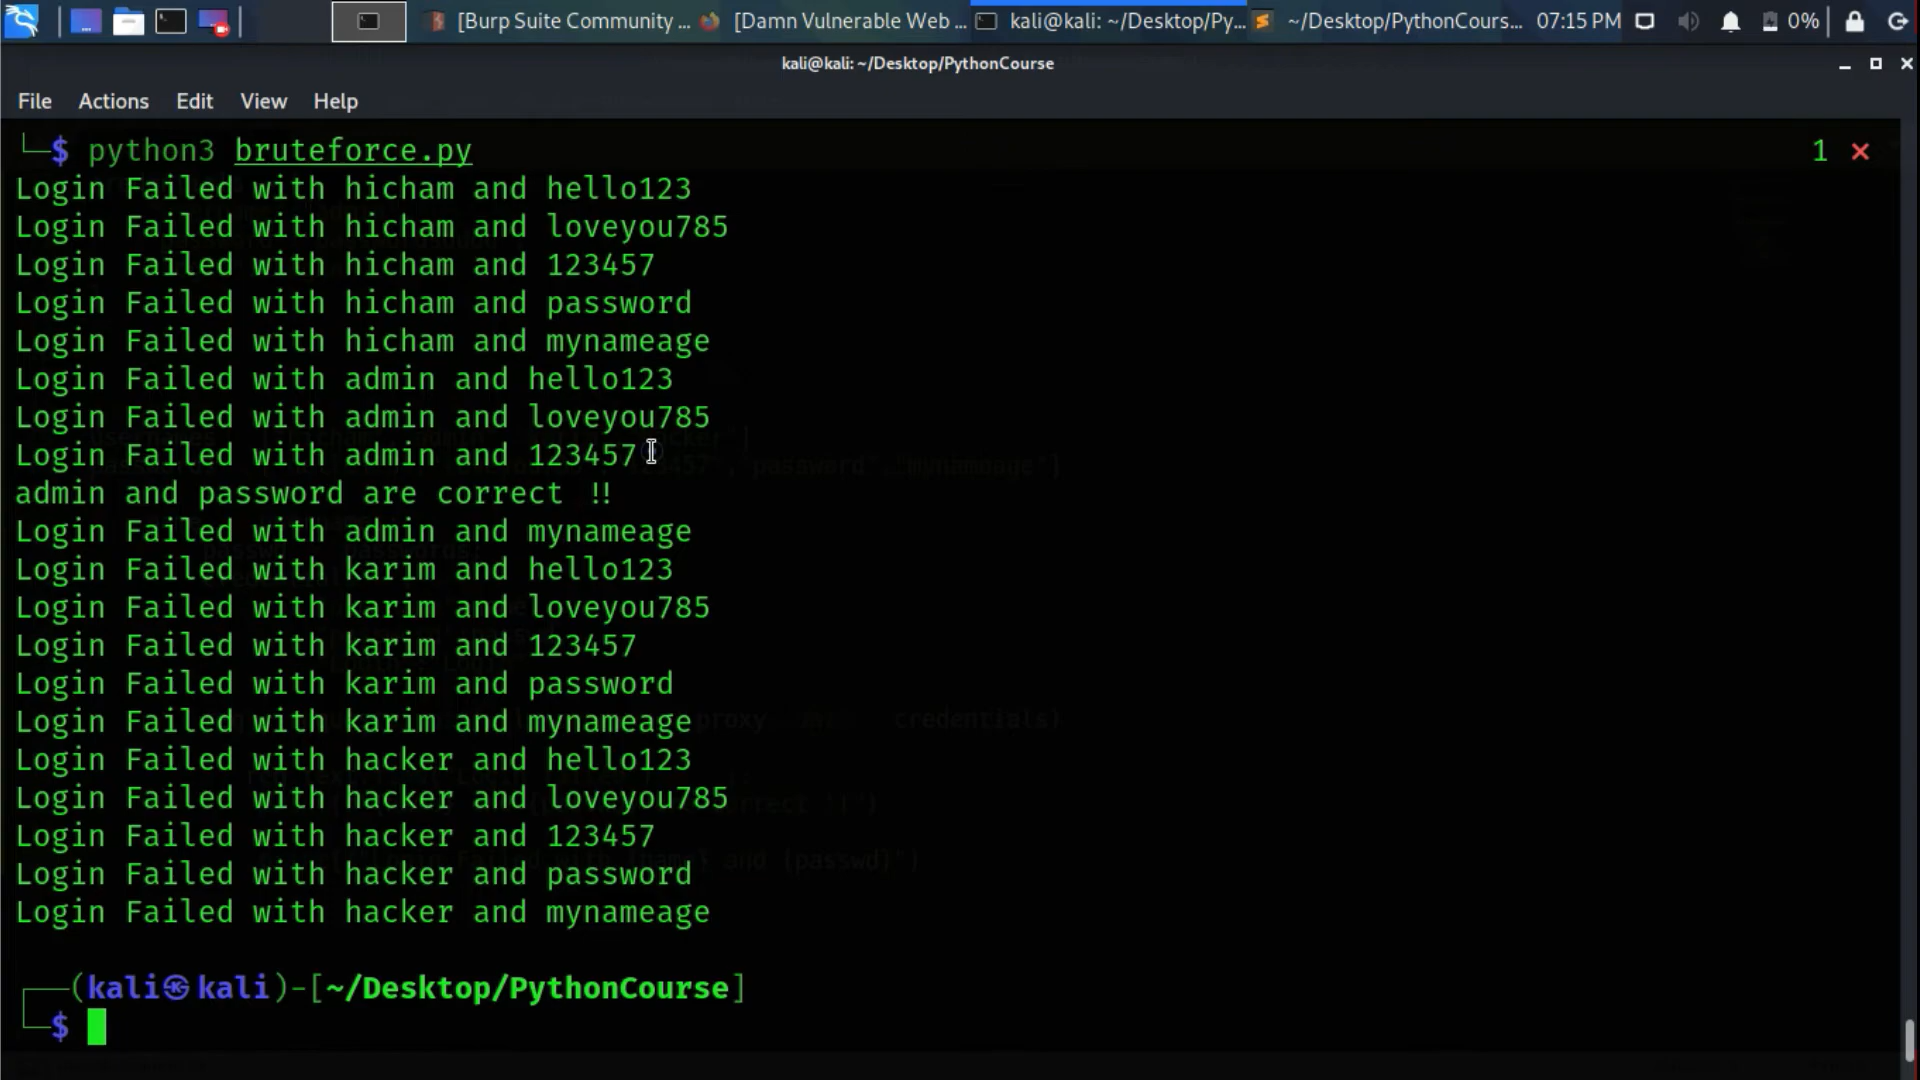 [Burp Suite Community ... [Damn Vulnerable Web ... kali@kali: ~/Desktop/Py... ~/Desktop/PythonCours... 07:15 PM 0%
kali@kali: ~/Desktop/PythonCourse
File Actions Edit View Help
└─$ python3 bruteforce.py 1 ⨯
Login Failed with hicham and hello123
Login Failed with hicham and loveyou785
Login Failed with hicham and 123457
Login Failed with hicham and password
Login Failed with hicham and mynameage
Login Failed with admin and hello123
Login Failed with admin and loveyou785
Login Failed with admin and 123457
admin and password are correct !!
Login Failed with admin and mynameage
Login Failed with karim and hello123
Login Failed with karim and loveyou785
Login Failed with karim and 123457
Login Failed with karim and password
Login Failed with karim and mynameage
Login Failed with hacker and hello123
Login Failed with hacker and loveyou785
Login Failed with hacker and 123457
Login Failed with hacker and password
Login Failed with hacker and mynameage
┌──(kali㉿kali)-[~/Desktop/PythonCourse]
└─$